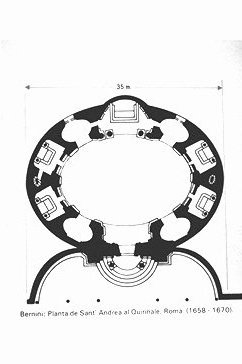 35 m
Bernini: Planta de Sant' Andrea al Quirinale. Roma (1658 - 1670).